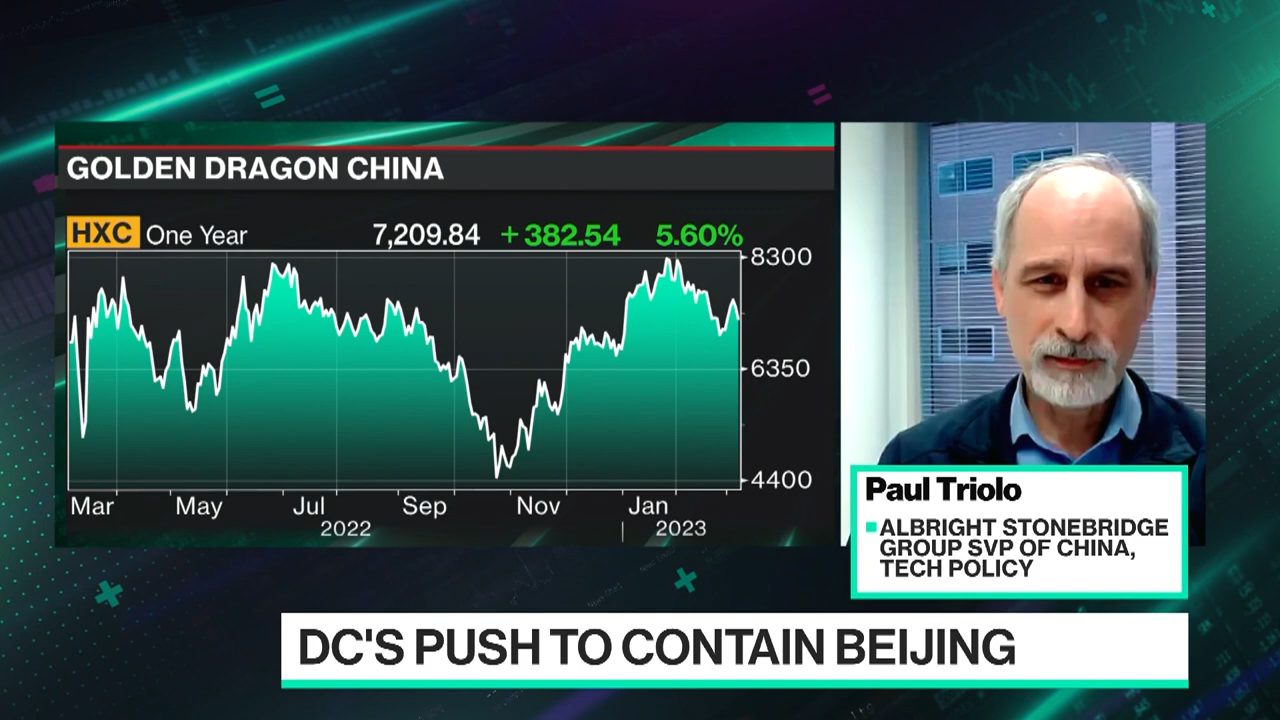 GOLDEN DRAGON CHINA
HXC One Year 7,209.84 +382.54 5.60%
8300
6350
4400
Mar May Jul Sep Nov Jan
2022 2023
Paul Triolo
ALBRIGHT STONEBRIDGE
GROUP SVP OF CHINA,
TECH POLICY
DC'S PUSH TO CONTAIN BEIJING